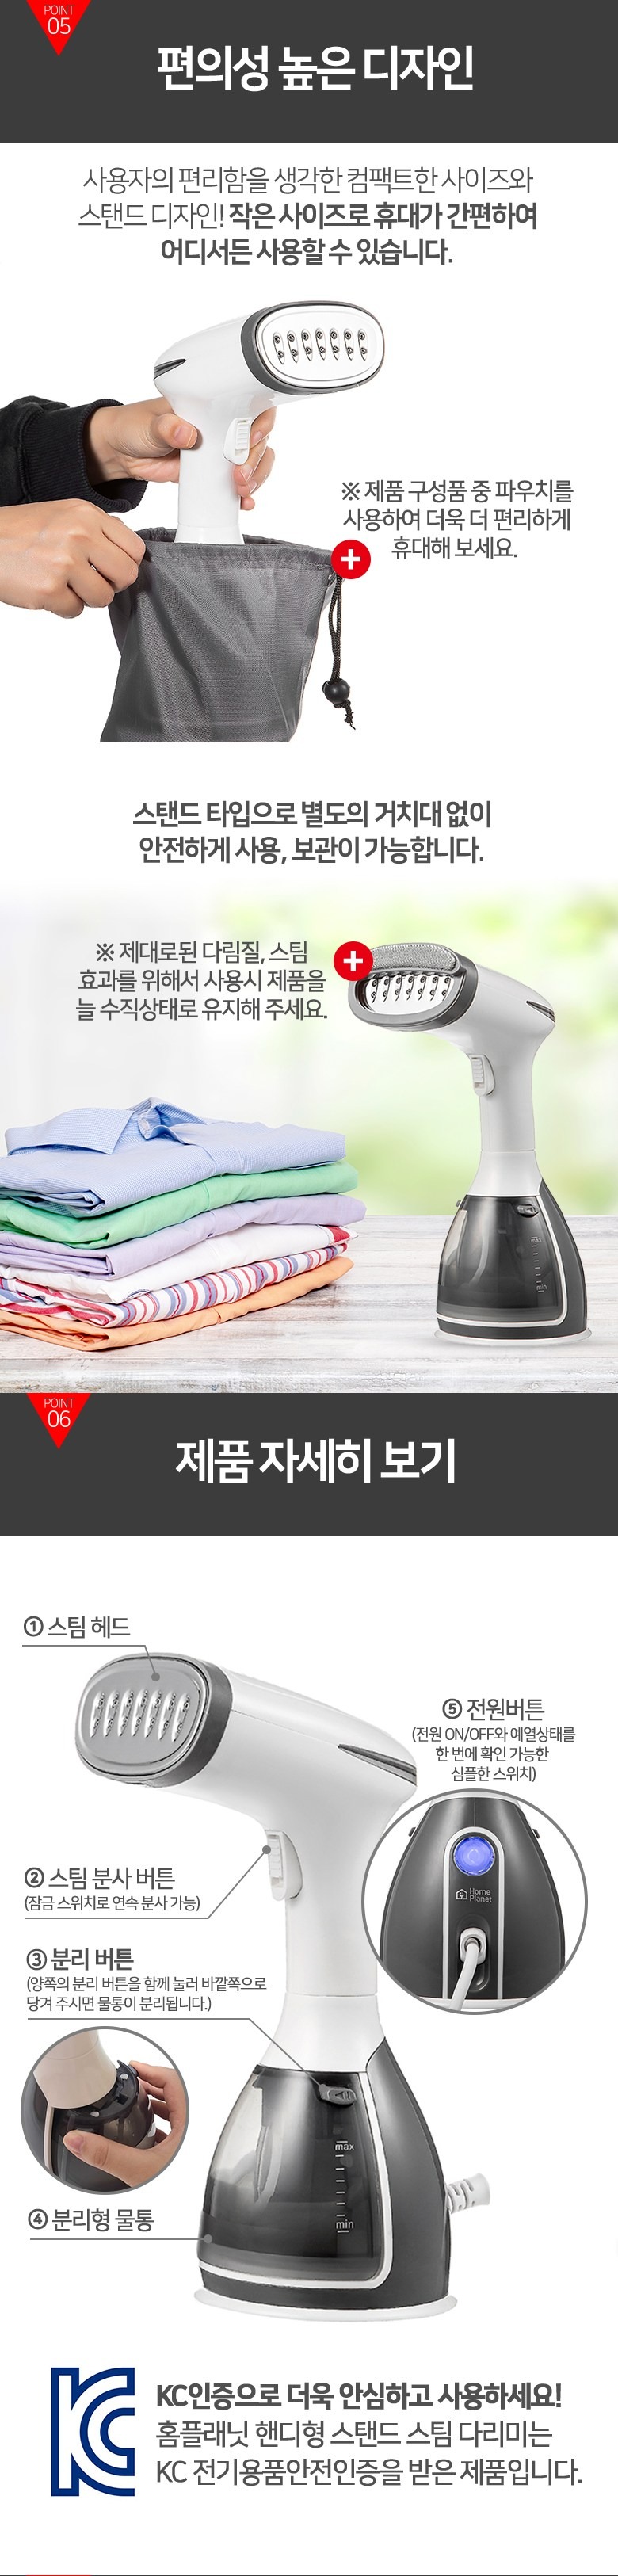 POINT
05
편의성 높은 디자인
사용자의 편리함을 생각한 컴팩트한 사이즈와
스탠드 디자인! 작은 사이즈로 휴대가 간편하여
어디서든 사용할 수 있습니다.
※ 제품 구성품 중 파우치를
사용하여 더욱 더 편리하게
휴대해 보세요.
스탠드 타입으로 별도의 거치대 없이
안전하게 사용, 보관이 가능합니다.
※ 제대로된 다림질, 스팀
효과를 위해서 사용시 제품을
늘 수직상태로 유지해 주세요.
max
min
POINT
06
제품 자세히 보기
① 스팀 헤드
⑤ 전원버튼
(전원 ON/OFF와 예열상태를
한 번에 확인 가능한
심플한 스위치)
② 스팀 분사 버튼
(잠금 스위치로 연속 분사 가능)
Home
Planet
③ 분리 버튼
(양쪽의 분리 버튼을 함께 눌러 바깥쪽으로
당겨 주시면 물통이 분리됩니다.)
max
min
④ 분리형 물통
KC인증으로 더욱 안심하고 사용하세요!
홈플래닛 핸디형 스탠드 스팀 다리미는
KC 전기용품안전인증을 받은 제품입니다.